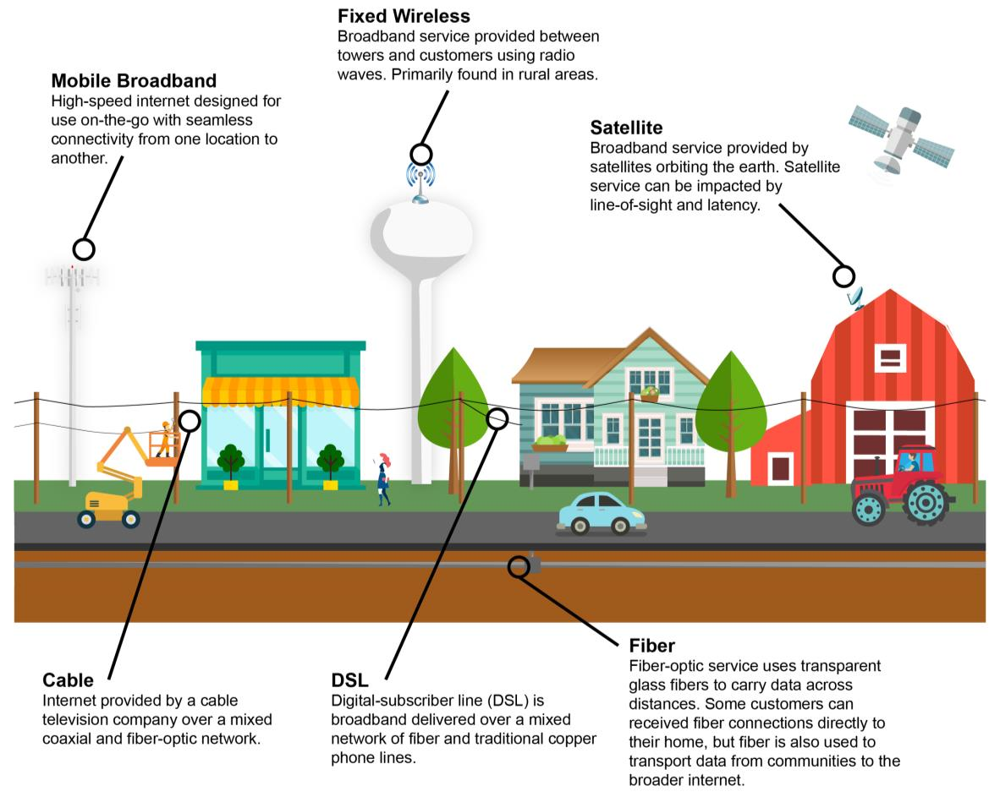 Fixed Wireless
Broadband service provided between
towers and customers using radio
waves. Primarily found in rural areas.
Mobile Broadband
High-speed internet designed for
use on-the-go with seamless
connectivity from one location to
another.
Satellite
Broadband service provided by
satellites orbiting the earth. Satellite
service can be impacted by
line-of-sight and latency.
Cable
Internet provided by a cable
television company over a mixed
coaxial and fiber-optic network.
DSL
Digital-subscriber line (DSL) is
broadband delivered over a mixed
network of fiber and traditional copper
phone lines.
Fiber
Fiber-optic service uses transparent
glass fibers to carry data across
distances. Some customers can
received fiber connections directly to
their home, but fiber is also used to
transport data from communities to the
broader internet.